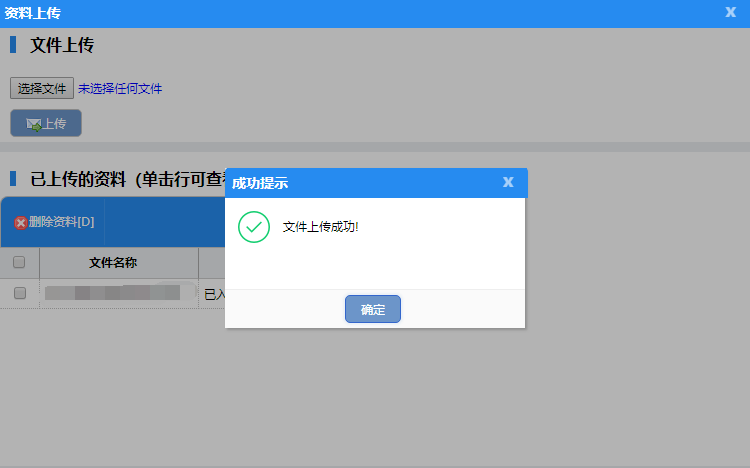 资料上传
X
文件上传
选择文件 未选择任何文件
上传
已上传的资料（单击行可查
成功提示
X
文件上传成功!
删除资料[D]
文件名称
已入
确定